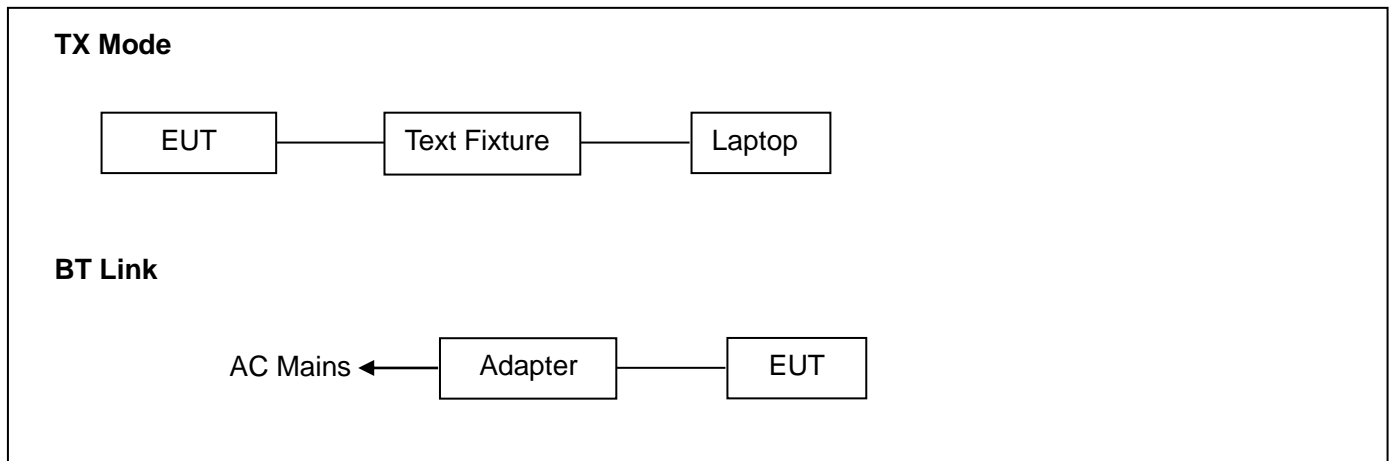 TX Mode
EUT Text Fixture Laptop
BT Link
AC Mains Adapter EUT